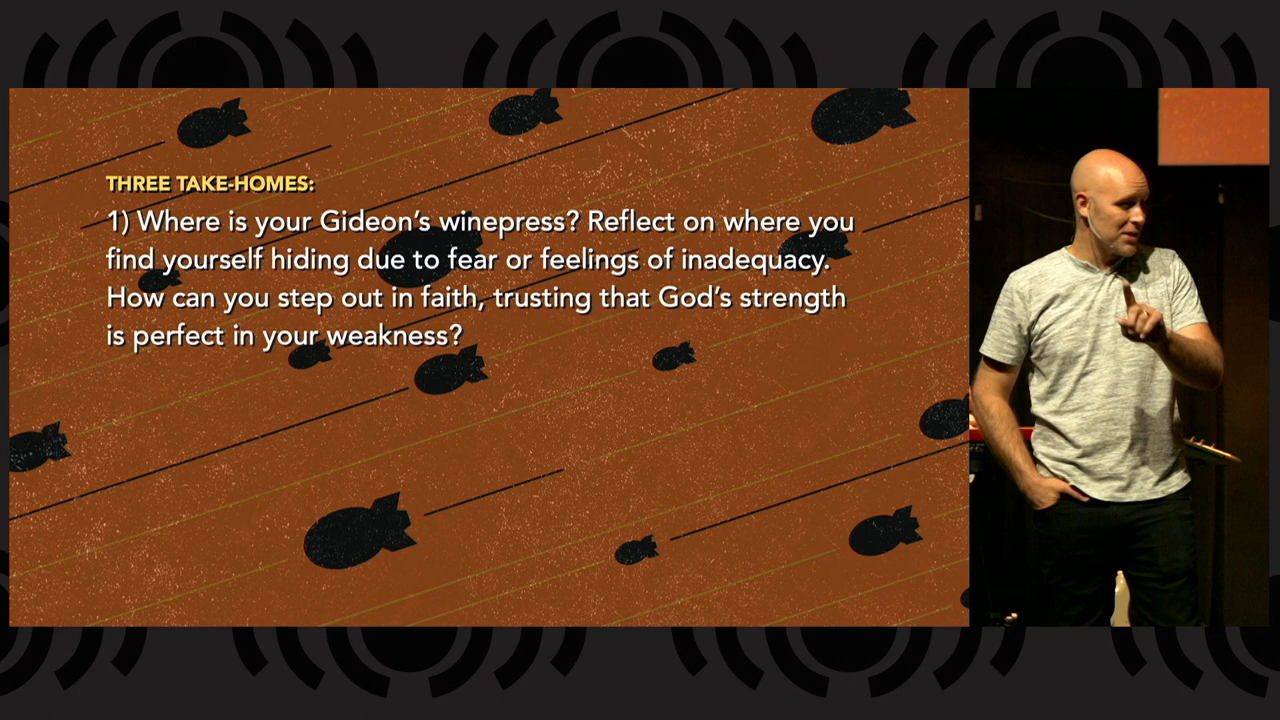 THREE TAKE-HOMES:
1) Where is your Gideon’s winepress? Reflect on where you
find yourself hiding due to fear or feelings of inadequacy.
How can you step out in faith, trusting that God’s strength
is perfect in your weakness?